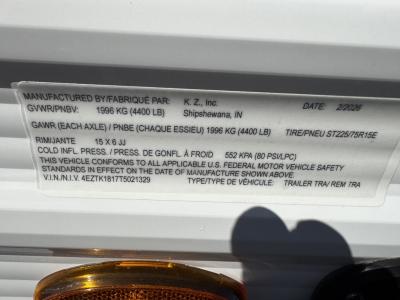 MANUFACTURED BY/FABRIQUÉ PAR: K. Z., Inc. DATE: 2/2026
GVWR/PNBV: 1996 KG (4400 LB) Shipshewana, IN
GAWR (EACH AXLE) / PNBE (CHAQUE ESSIEU) 1996 KG (4400 LB) TIRE/PNEU ST225/75R15E
RIM/JANTE 15 X 6 JJ
COLD INFL. PRESS. / PRESS. DE GONFL. À FROID 552 KPA (80 PSI/LPC)
THIS VEHICLE CONFORMS TO ALL APPLICABLE U.S. FEDERAL MOTOR VEHICLE SAFETY
STANDARDS IN EFFECT ON THE DATE OF MANUFACTURE SHOWN ABOVE
V.I.N./N.I.V. 4EZTK1817T5021329 TYPE/TYPE DE VÉHICULE: TRAILER TRA/ REM TRA